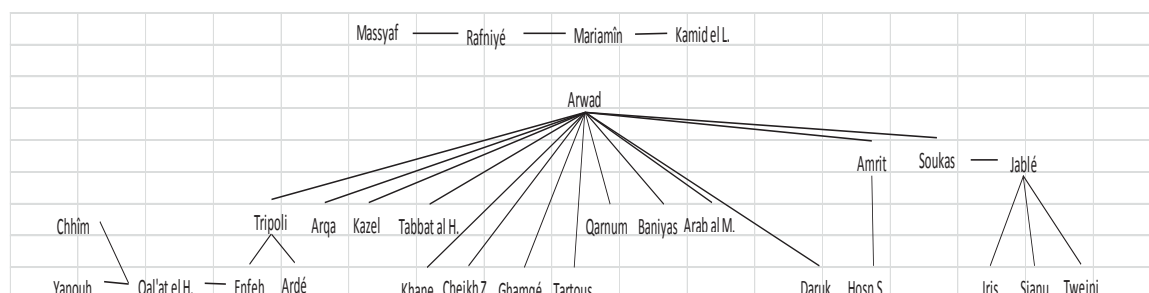 Massyaf Rafniyé Mariamîn Kamid el L.
Arwad
Amrit Soukas Jablé
Chhîm Tripoli Arqa Kazel Tabbat al H. Qarnum Baniyas Arab al M.
Yanouh Qal'at el H. Enfeh Ardé Khane Cheikh Z Ghamqé Tartous Daruk Hosn S. Iris Sianu Tweini